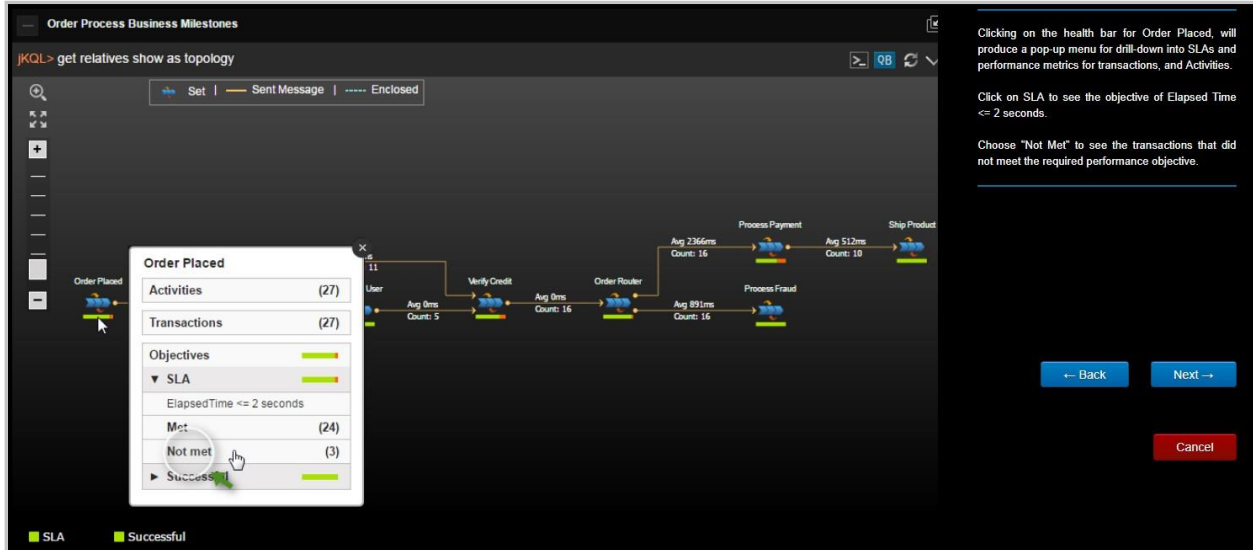 Order Process Business Milestones
jKQL> get relatives show as topology
QB
Set | Sent Message | Enclosed
Order Placed
Order Placed
Activities (27)
Transactions (27)
Objectives
▼ SLA
ElapsedTime <= 2 seconds
Met (24)
Not met (3)
► Successful
11
User
Avg 0ms
Count: 5
Verify Credit
Avg 0ms
Count: 16
Order Router
Avg 2366ms
Count: 16
Process Payment
Avg 512ms
Count: 10
Ship Product
Avg 891ms
Count: 16
Process Fraud
SLA Successful
Clicking on the health bar for Order Placed, will
produce a pop-up menu for drill-down into SLAs and
performance metrics for transactions, and Activities.
Click on SLA to see the objective of Elapsed Time
<= 2 seconds.
Choose "Not Met" to see the transactions that did
not meet the required performance objective.
← Back Next →
Cancel